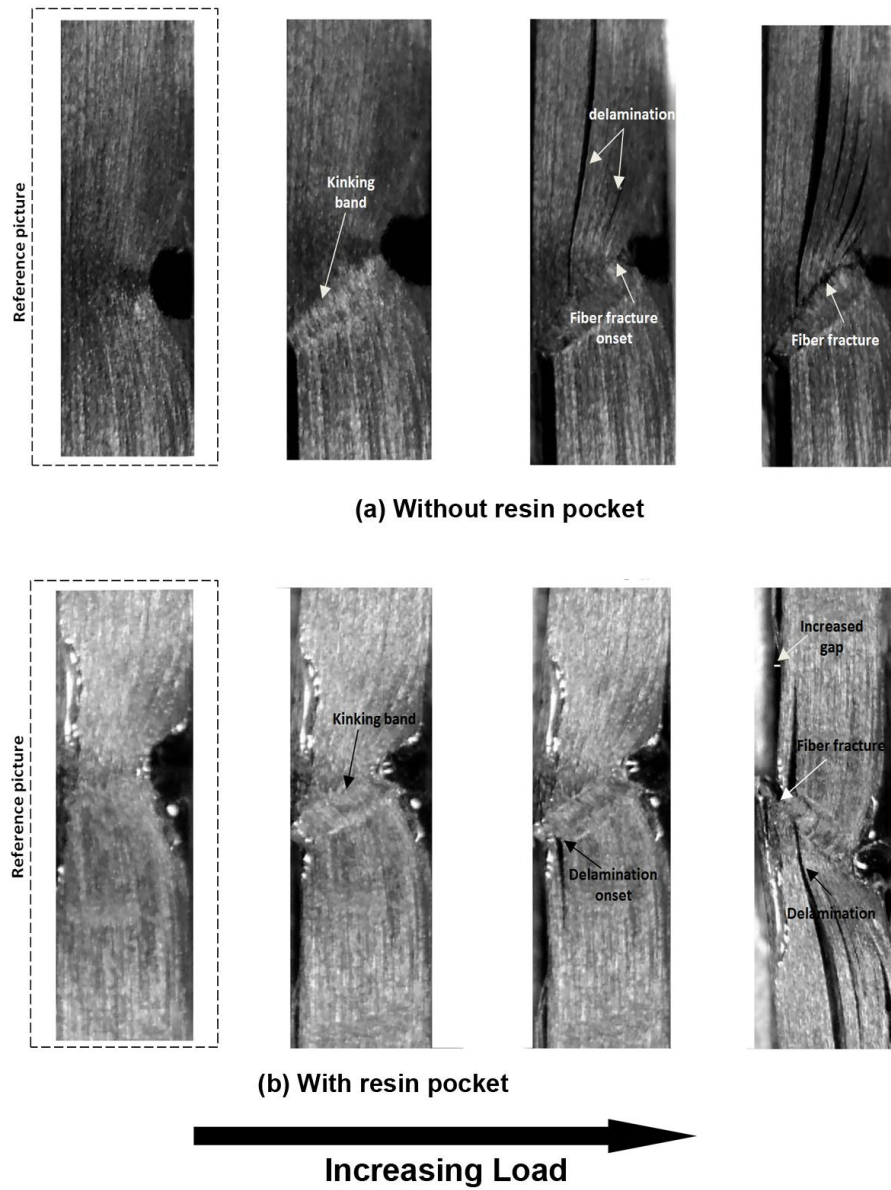 Reference picture
Kinking
band
delamination
Fiber fracture
onset
Fiber fracture
(a) Without resin pocket
Reference picture
Kinking band
Delamination
onset
Increased
gap
Fiber fracture
Delamination
(b) With resin pocket
Increasing Load